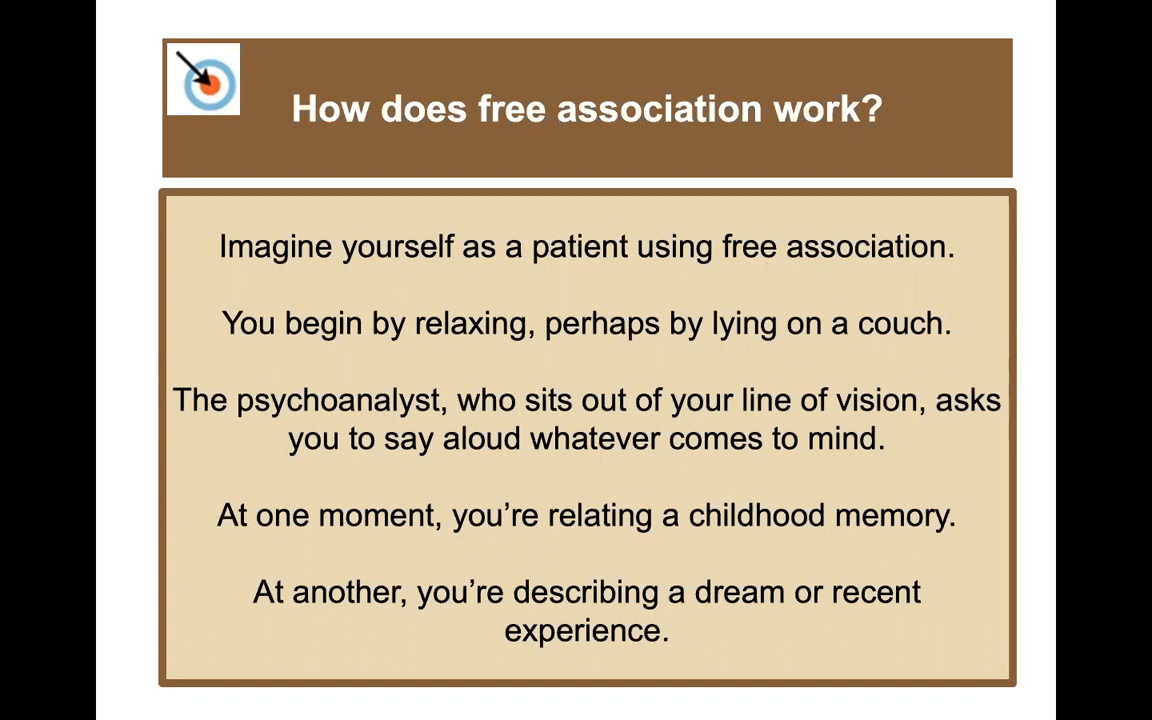 How does free association work?
Imagine yourself as a patient using free association.
You begin by relaxing, perhaps by lying on a couch.
The psychoanalyst, who sits out of your line of vision, asks
you to say aloud whatever comes to mind.
At one moment, you’re relating a childhood memory.
At another, you’re describing a dream or recent
experience.